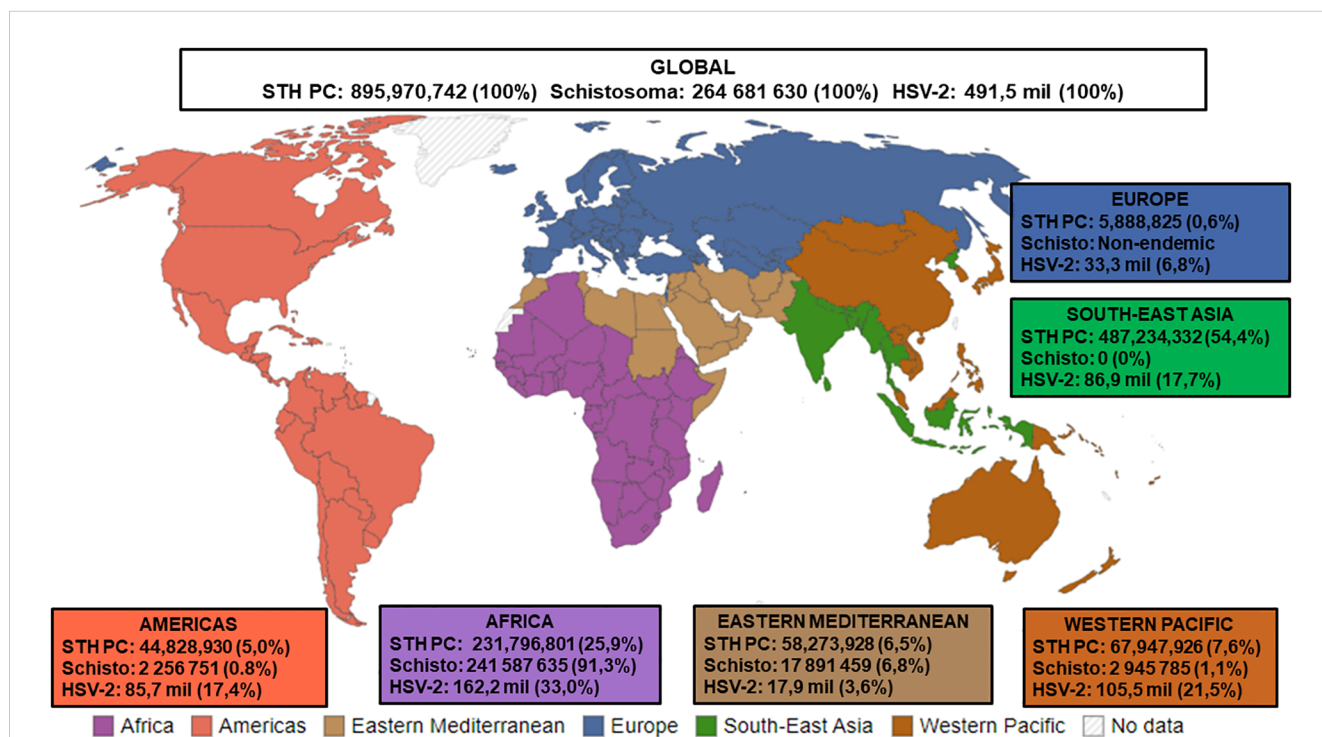 GLOBAL
STH PC: 895,970,742 (100%) Schistosoma: 264 681 630 (100%) HSV-2: 491,5 mil (100%)
EUROPE
STH PC: 5,888,825 (0,6%)
Schisto: Non-endemic
HSV-2: 33,3 mil (6,8%)
SOUTH-EAST ASIA
STH PC: 487,234,332 (54,4%)
Schisto: 0 (0%)
HSV-2: 86,9 mil (17,7%)
AMERICAS
STH PC: 44,828,930 (5,0%)
Schisto: 2 256 751 (0.8%)
HSV-2: 85,7 mil (17,4%)
AFRICA
STH PC: 231,796,801 (25,9%)
Schisto: 241 587 635 (91,3%)
HSV-2: 162,2 mil (33,0%)
EASTERN MEDITERRANEAN
STH PC: 58,273,928 (6,5%)
Schisto: 17 891 459 (6,8%)
HSV-2: 17,9 mil (3,6%)
WESTERN PACIFIC
STH PC: 67,947,926 (7,6%)
Schisto: 2 945 785 (1,1%)
HSV-2: 105,5 mil (21,5%)
Africa Americas Eastern Mediterranean Europe South-East Asia Western Pacific No data